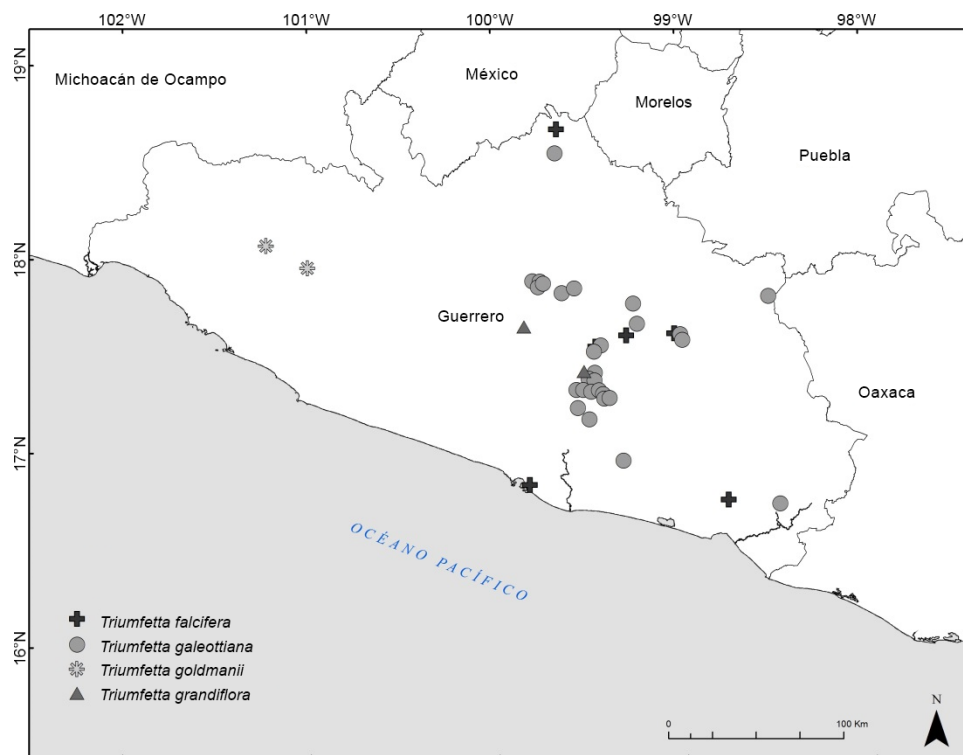 102°W 101°W 100°W 99°W 98°W
19°N
Michoacán de Ocampo
México
Morelos
Puebla
18°N
Guerrero
Oaxaca
17°N
OCÉANO PACÍFICO
16°N
Triumfetta falcifera
Triumfetta galeottiana
Triumfetta goldmanii
Triumfetta grandiflora
0 100 Km
N